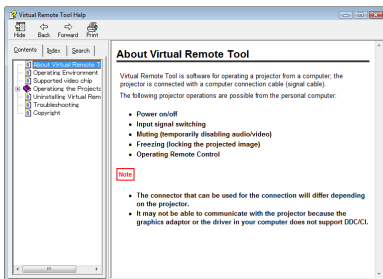 Virtual Remote Tool Help
Hide Back Forward Print
Contents Index Search
About Virtual Remote T
Operating Environment
Supported video chip
Operationg the Projecto
Uninstalling Virtual Rem
Troubleshooting
Copyright
About Virtual Remote Tool
Virtual Remote Tool is software for operating a projector from a computer, the
projector is connected with a computer connection cable (signal cable).
The following projector operations are possible from the personal computer.
• Power on/off
• Input signal switching
• Muting (temporarily disabling audio/video)
• Freezing (locking the projected image)
• Operating Remote Control
Note
• The connector that can be used for the connection will differ depending
on the projector.
• It may not be able to communicate with the projector because the
graphics adaptor or the driver in your computer does not support DDC/CI.